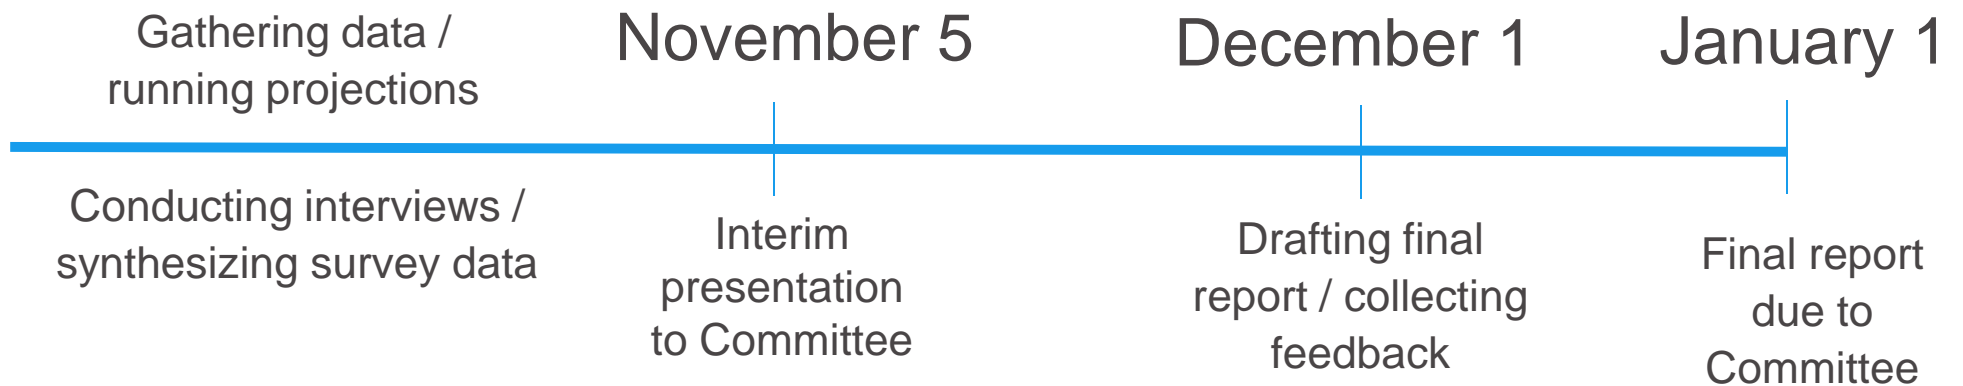 Gathering data /
running projections
November 5
December 1
January 1
Conducting interviews /
synthesizing survey data
Interim
presentation
to Committee
Drafting final
report / collecting
feedback
Final report
due to
Committee